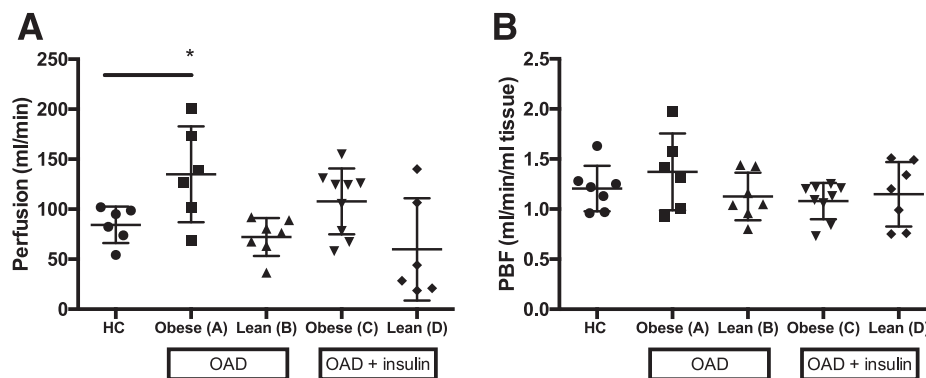 A
Perfusion (ml/min)
250
200
150
100
50
0
*
HC
Obese (A)
Lean (B)
Obese (C)
Lean (D)
OAD
OAD + insulin
B
PBF (ml/min/ml tissue)
2.5
2.0
1.5
1.0
0.5
0.0
HC
Obese (A)
Lean (B)
Obese (C)
Lean (D)
OAD
OAD + insulin